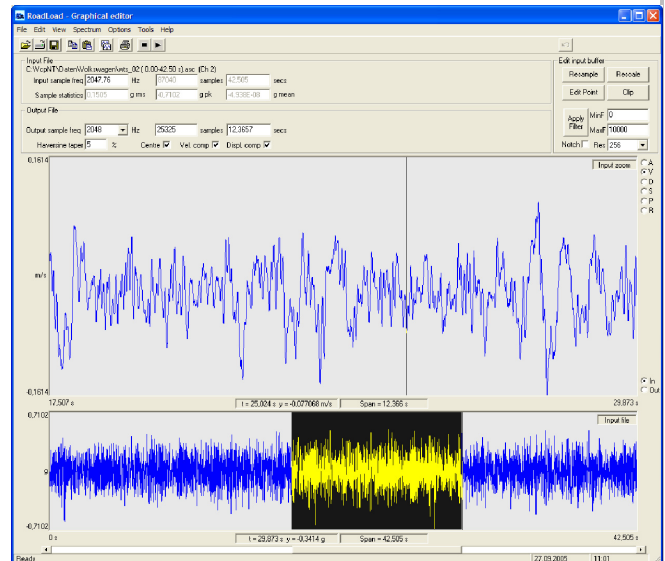 RoadLoad - Graphical editor
File Edit View Spectrum Options Tools Help
Input File
E:\VcpNT\Daten\Volkswagen\wts_02 ( 0.00-42.50 s).asc (Ch 2)
Input sample freq 2047.76 Hz 87040 samples 42.505 secs
Sample statistics 0,1505 g rms -0,7102 g pk -4.938E-08 g mean
Output File
Output sample freq 2048 Hz 25325 samples 12,3657 secs
Haversine taper 5 % Centre Vel. comp Displ. comp
Edit input buffer
Resample Rescale
Edit Point Clip
Apply Filter MinF 0
MaxF 10000
Notch Res 256
0,1614
Input zoom
A
V
D
S
P
R
m/s
-0,1614
In
Out
17,507 s
t = 25,024 s y = -0,077068 m/s
Span = 12,366 s
29,873 s
0,7102
Input file
g
-0,7102
0 s
t = 29,873 s y = -0,3414 g
Span = 42,505 s
42,505 s
Ready
27.09.2005
11:01